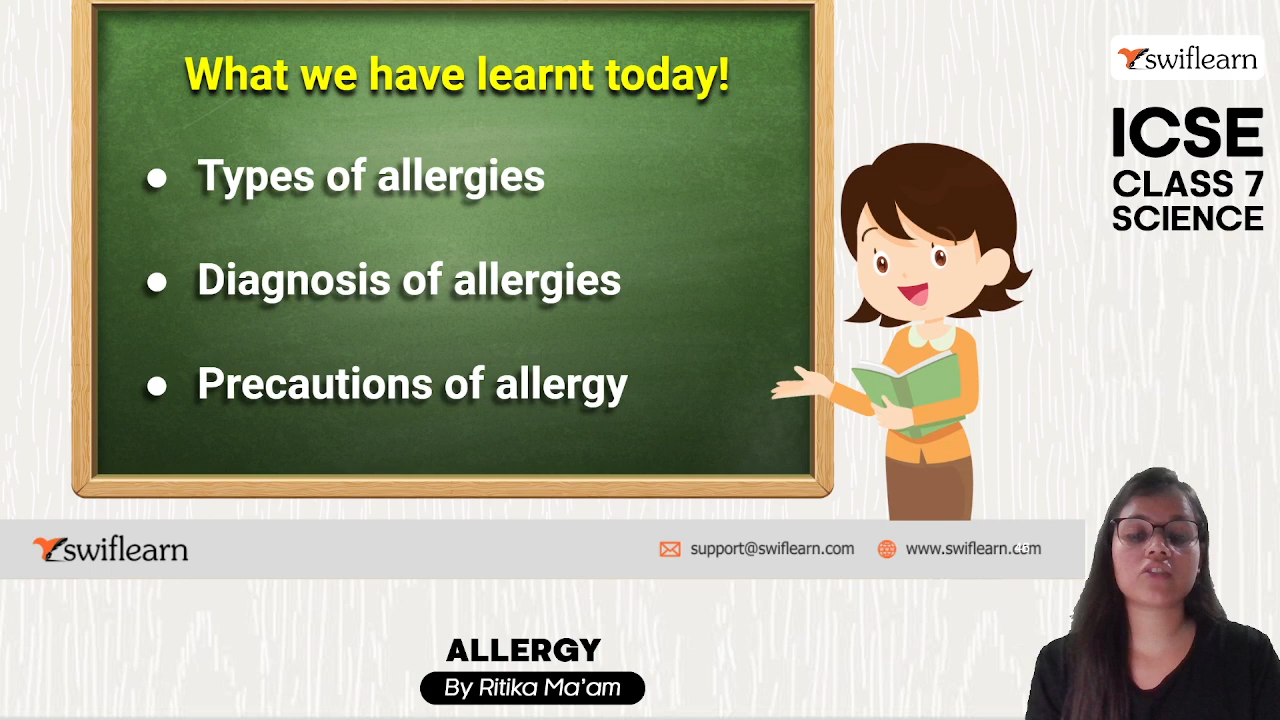 What we have learnt today!
• Types of allergies
• Diagnosis of allergies
• Precautions of allergy
swiflearn
ICSE
CLASS 7
SCIENCE
swiflearn
support@swiflearn.com
www.swiflearn.com
ALLERGY
By Ritika Ma'am